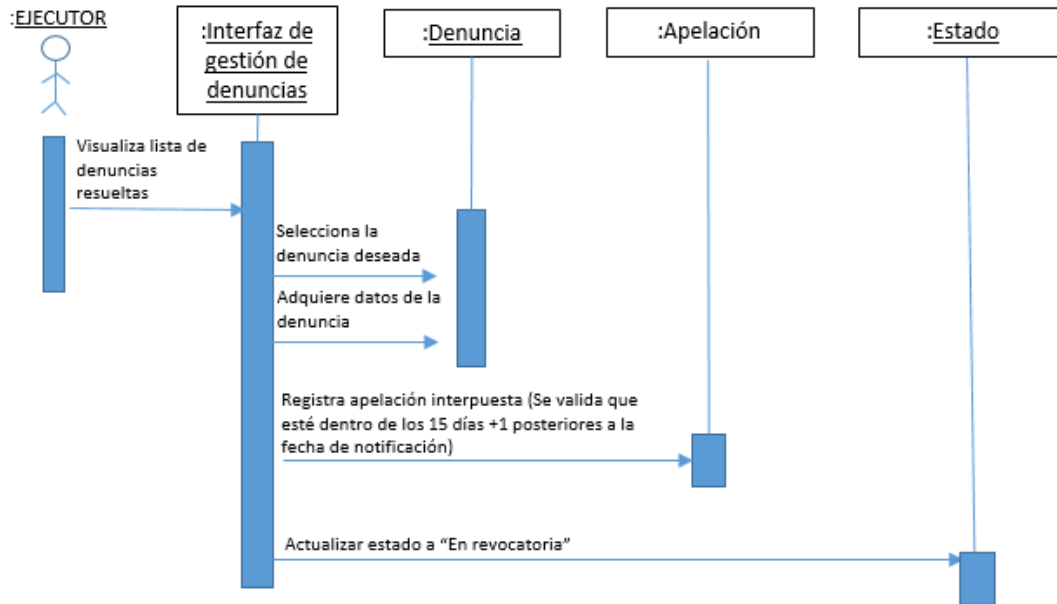 :EJECUTOR
:Interfaz de
gestión de
denuncias
:Denuncia
:Apelación
:Estado
Visualiza lista de
denuncias
resueltas
Selecciona la
denuncia deseada
Adquiere datos de la
denuncia
Registra apelación interpuesta (Se valida que
esté dentro de los 15 días +1 posteriores a la
fecha de notificación)
Actualizar estado a “En revocatoria”